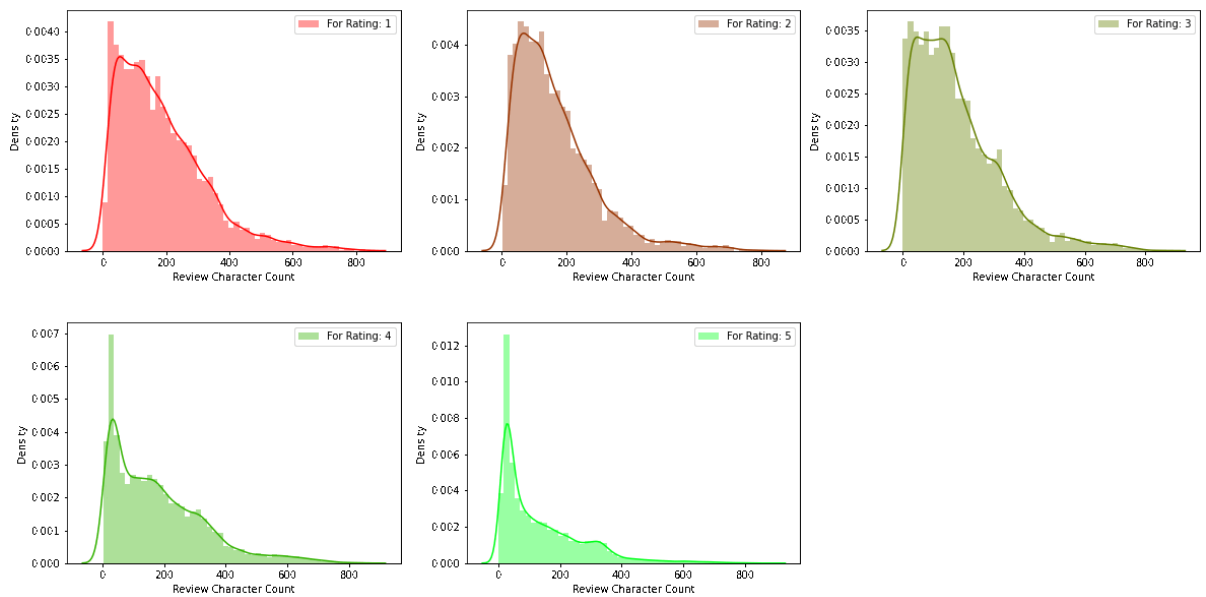 For Rating: 1
0.0040
0.0035
0.0030
0.0025
0.0020
0.0015
0.0010
0.0005
0.0000
Density
0 200 400 600 800
Review Character Count
For Rating: 2
0.004
0.003
0.002
0.001
0.000
Density
0 200 400 600 800
Review Character Count
For Rating: 3
0.0035
0.0030
0.0025
0.0020
0.0015
0.0010
0.0005
0.0000
Density
0 200 400 600 800
Review Character Count
For Rating: 4
0.007
0.006
0.005
0.004
0.003
0.002
0.001
0.000
Density
0 200 400 600 800
Review Character Count
For Rating: 5
0.012
0.010
0.008
0.006
0.004
0.002
0.000
Density
0 200 400 600 800
Review Character Count